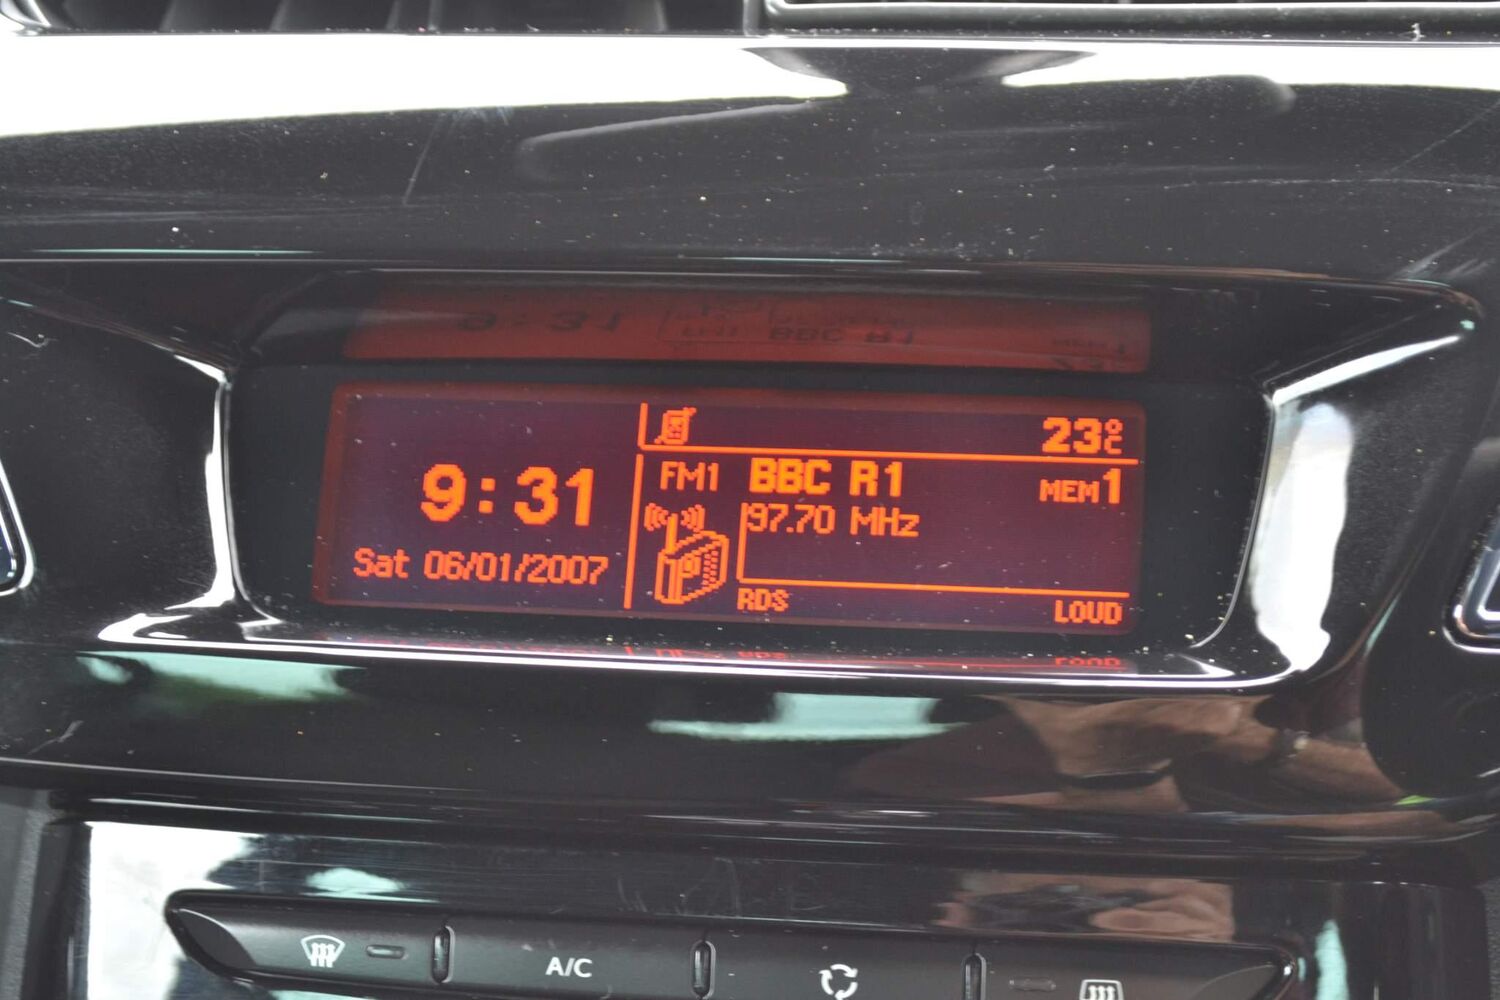 23°C
FM1 BBC R1 MEM1
9:31
97.70 MHz
Sat 06/01/2007
RDS LOUD
A/C